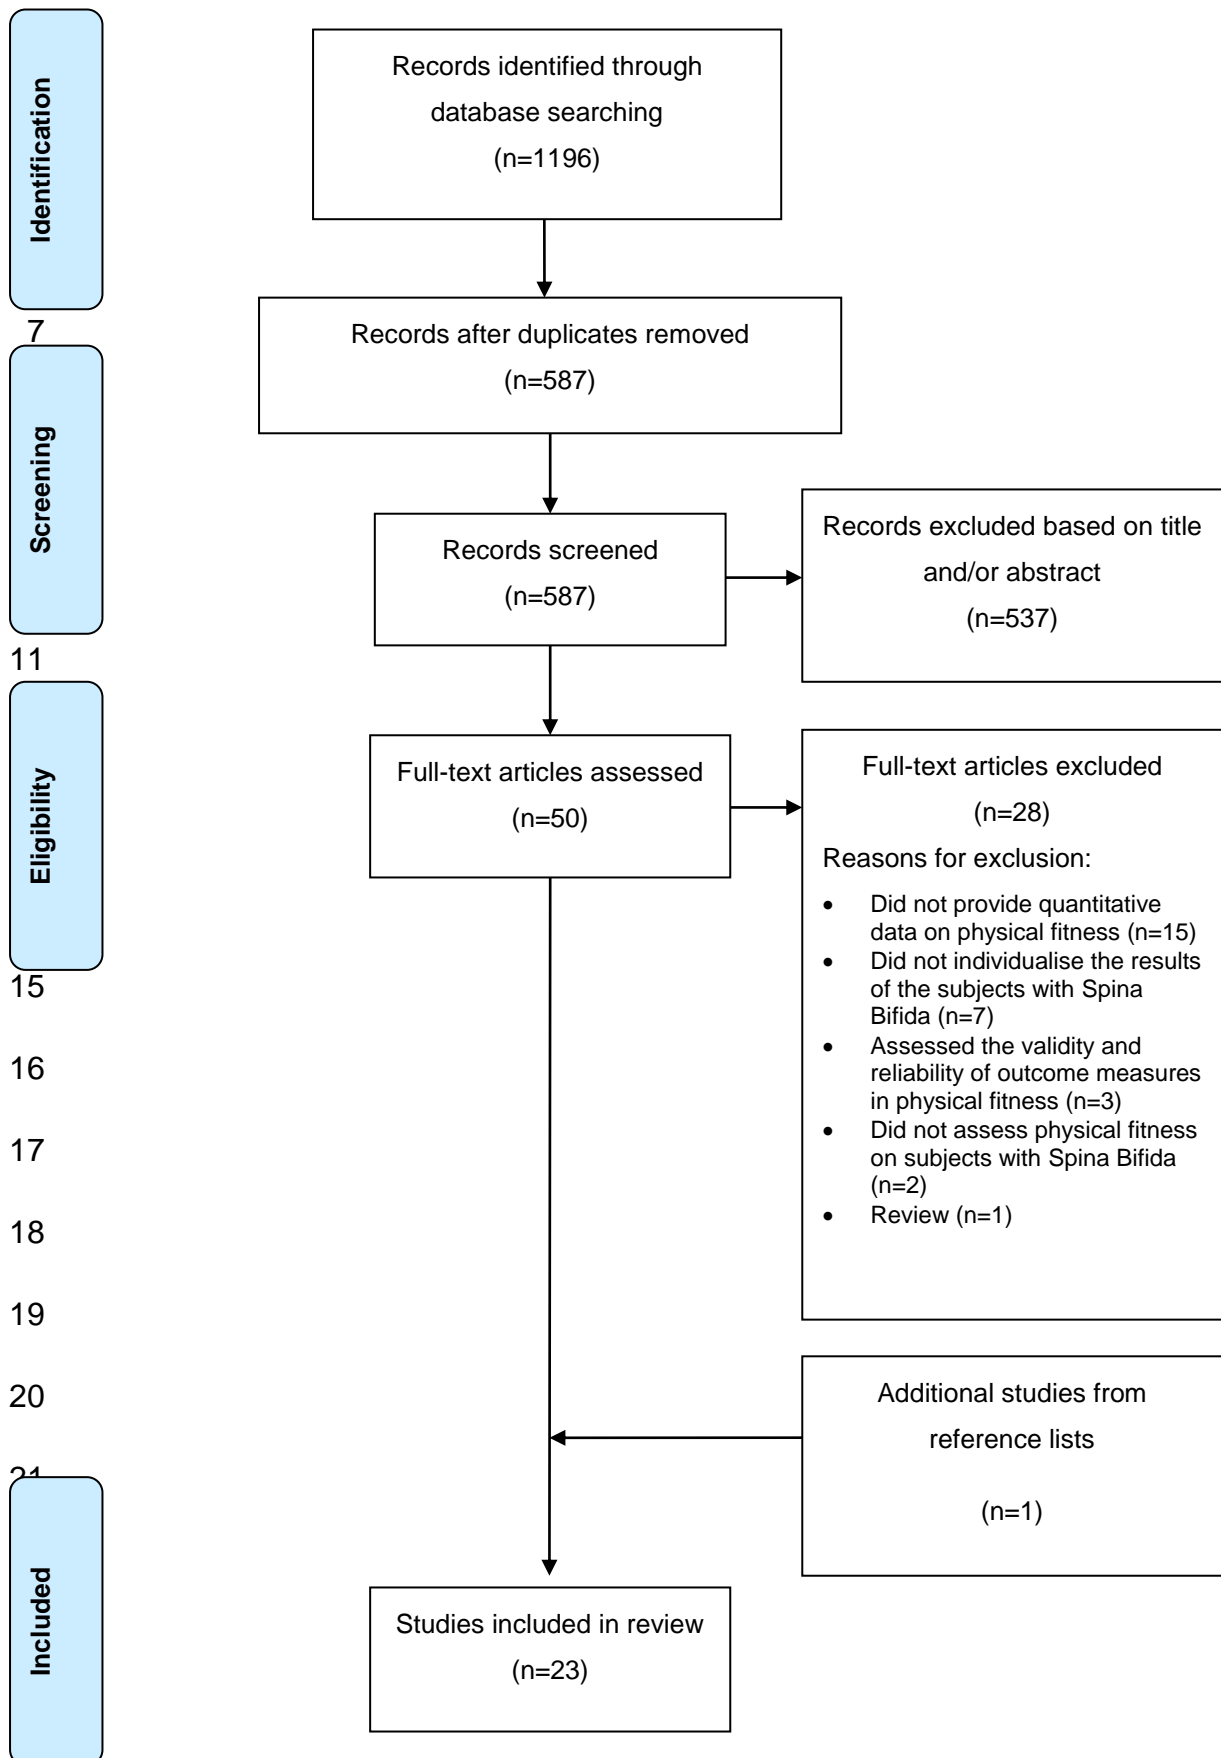 Identification
Records identified through
database searching
(n=1196)
7
Records after duplicates removed
(n=587)
Screening
Records screened
(n=587)
Records excluded based on title
and/or abstract
(n=537)
11
Eligibility
Full-text articles assessed
(n=50)
Full-text articles excluded
(n=28)
Reasons for exclusion:
• Did not provide quantitative
data on physical fitness (n=15)
• Did not individualise the results
of the subjects with Spina
Bifida (n=7)
• Assessed the validity and
reliability of outcome measures
in physical fitness (n=3)
• Did not assess physical fitness
on subjects with Spina Bifida
(n=2)
• Review (n=1)
15
16
17
18
19
20
21
Additional studies from
reference lists
(n=1)
Included
Studies included in review
(n=23)